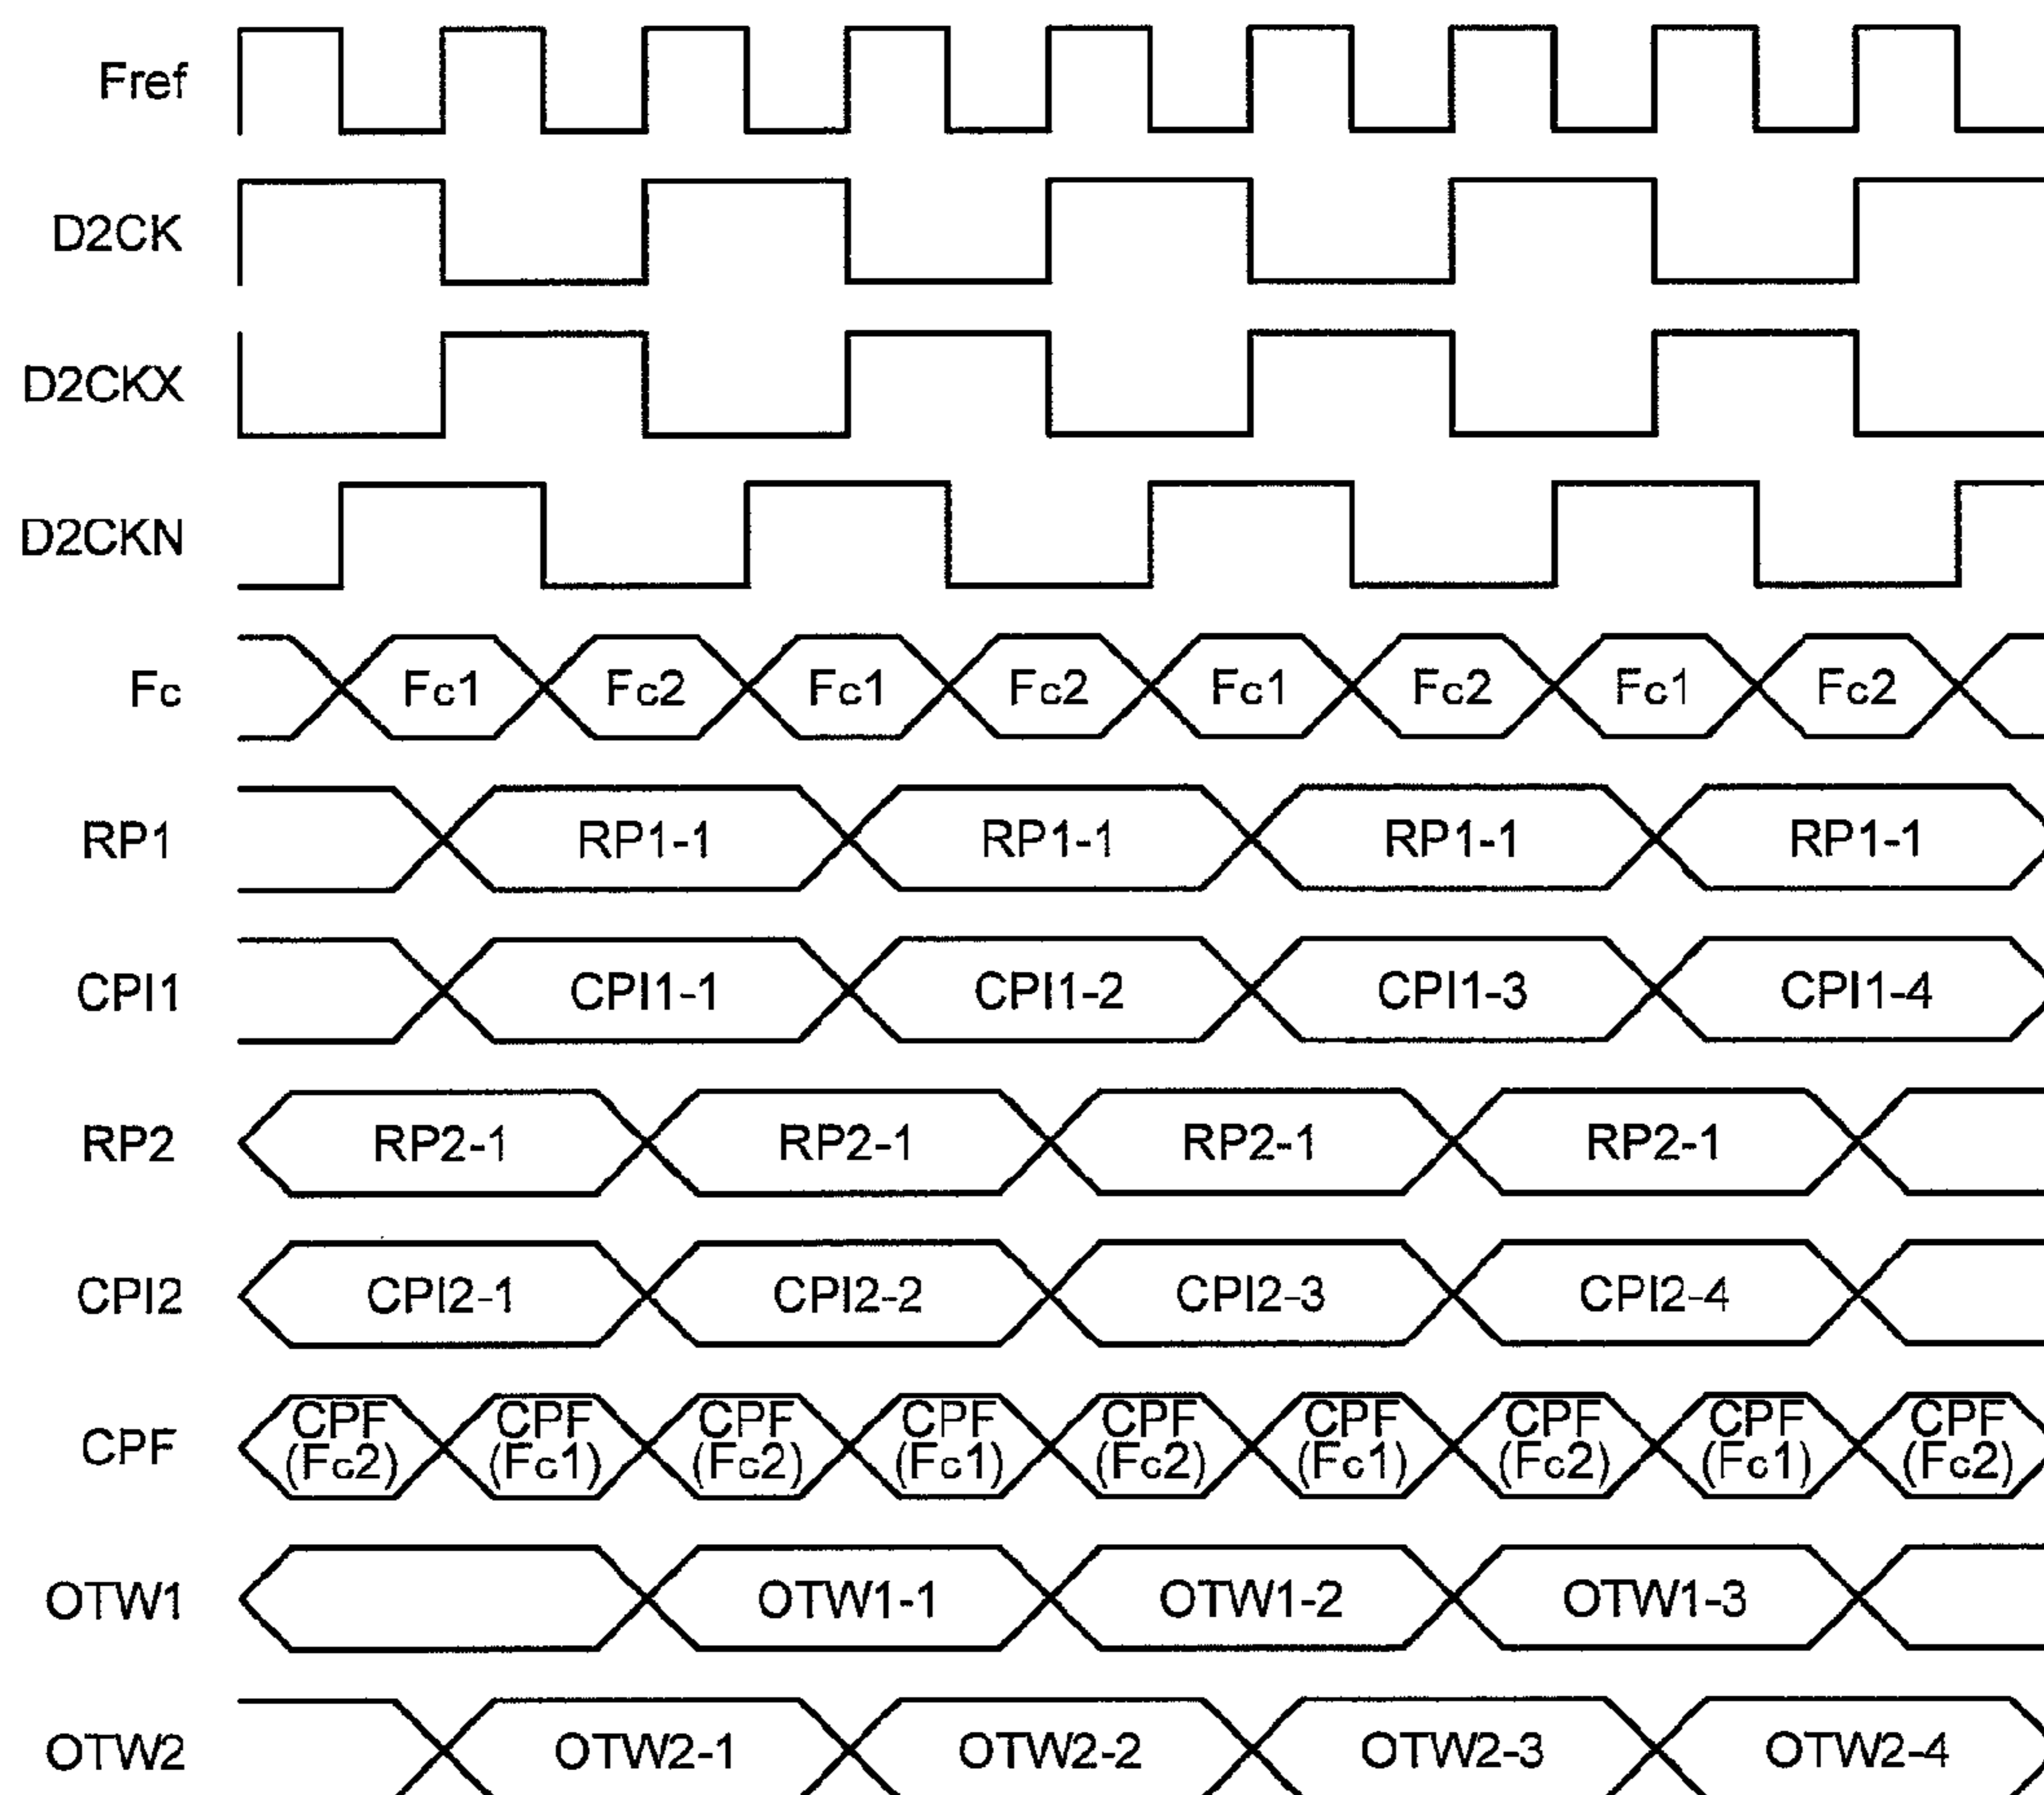 Fref
D2CK
D2CKX
D2CKN
Fc Fc1 Fc2 Fc1 Fc2 Fc1 Fc2 Fc1 Fc2
RP1 RP1-1 RP1-1 RP1-1 RP1-1
CPI1 CPI1-1 CPI1-2 CPI1-3 CPI1-4
RP2 RP2-1 RP2-1 RP2-1 RP2-1
CPI2 CPI2-1 CPI2-2 CPI2-3 CPI2-4
CPF CPF CPF CPF CPF CPF CPF CPF CPF CPF
(Fc2) (Fc1) (Fc2) (Fc1) (Fc2) (Fc1) (Fc2) (Fc1) (Fc2)
OTW1 OTW1-1 OTW1-2 OTW1-3
OTW2 OTW2-1 OTW2-2 OTW2-3 OTW2-4